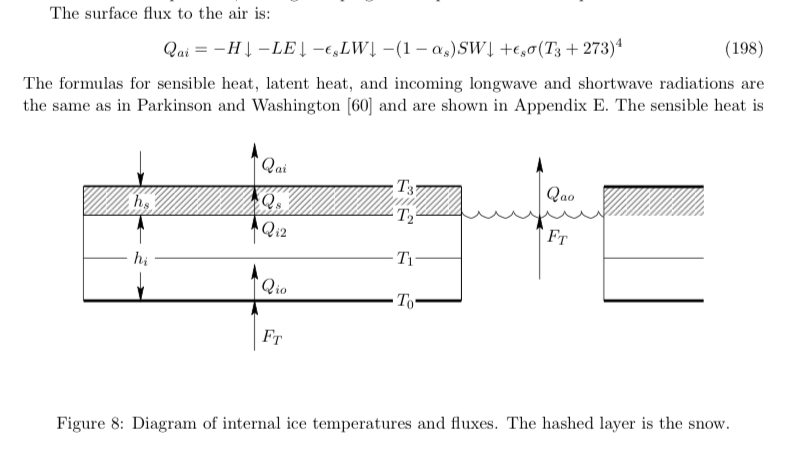 The surface flux to the air is:
Qai = −H↓ −LE↓ −ϵsLW↓ −(1 − αs)SW↓ +ϵsσ(T3 + 273)4 (198)
The formulas for sensible heat, latent heat, and incoming longwave and shortwave radiations are
the same as in Parkinson and Washington [60] and are shown in Appendix E. The sensible heat is
Qai
T3
hs
Qs
T2
Qi2
hi
T1
Qio
T0
FT
Qao
FT
Figure 8: Diagram of internal ice temperatures and fluxes. The hashed layer is the snow.